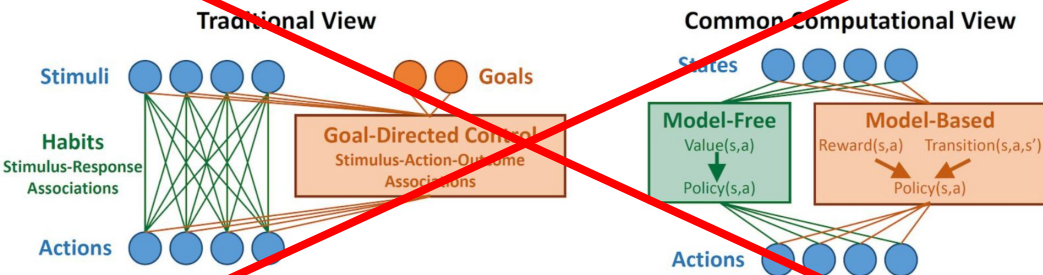 Traditional View
Stimuli
Goals
Habits
Stimulus-Response
Associations
Goal-Directed Control
Stimulus-Action-Outcome
Associations
Actions
Common Computational View
States
Model-Free
Value(s,a)
Policy(s,a)
Model-Based
Reward(s,a) Transition(s,a,s’)
Policy(s,a)
Actions